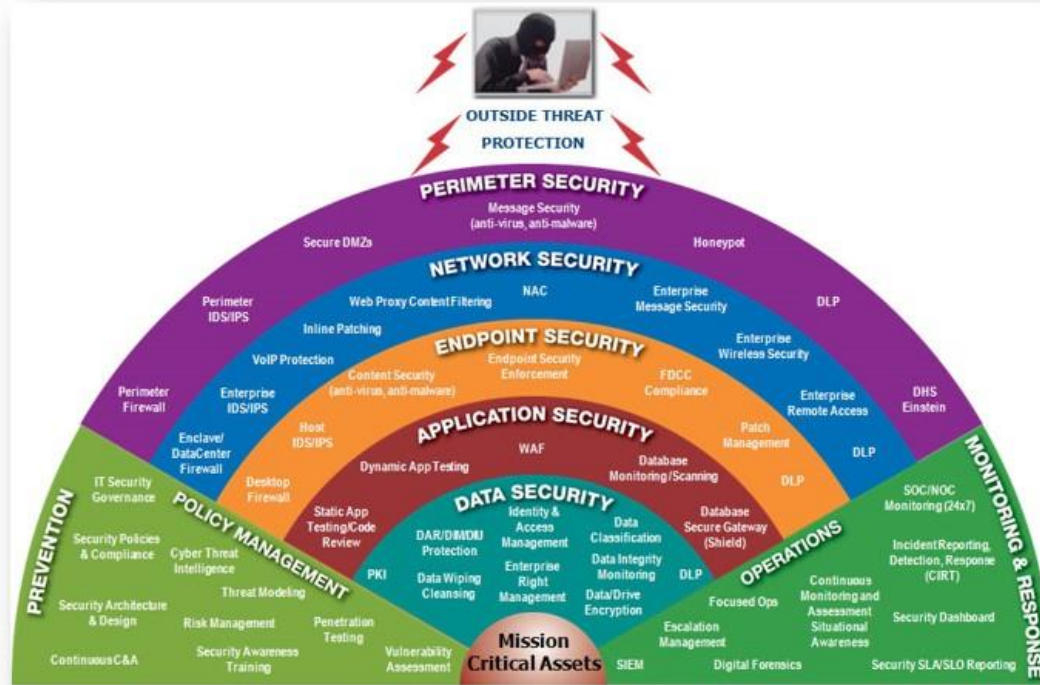 OUTSIDE THREAT
PROTECTION
PERIMETER SECURITY
Message Security
(anti-virus, anti-malware)
Secure DMZs
Honeypot
Perimeter
IDS/IPS
DLP
Perimeter
Firewall
DHS
Einstein
NETWORK SECURITY
Web Proxy Content Filtering
NAC
Enterprise
Message Security
Inline Patching
VoIP Protection
Enterprise
Wireless Security
Enterprise
IDS/IPS
Enterprise
Remote Access
Enclave/
DataCenter
Firewall
DLP
ENDPOINT SECURITY
Content Security
(anti-virus, anti-malware)
Endpoint Security
Enforcement
FDCC
Compliance
Host
IDS/IPS
Patch
Management
Desktop
Firewall
DLP
APPLICATION SECURITY
WAF
Dynamic App Testing
Database
Monitoring/Scanning
Static App
Testing/Code
Review
Database
Secure Gateway
(Shield)
DATA SECURITY
DAR/DIM/DIU
Protection
Identity &
Access
Management
Data
Classification
PKI
Data Wiping
Cleansing
Enterprise
Right
Management
Data Integrity
Monitoring
Data/Drive
Encryption
DLP
Mission
Critical Assets
PREVENTION
POLICY MANAGEMENT
IT Security
Governance
Security Policies
& Compliance
Cyber Threat
Intelligence
Threat Modeling
Security Architecture
& Design
Risk Management
Penetration
Testing
Continuous C&A
Security Awareness
Training
Vulnerability
Assessment
OPERATIONS
MONITORING & RESPONSE
SOC/NOC
Monitoring (24x7)
Incident Reporting,
Detection, Response
(CIRT)
Focused Ops
Continuous
Monitoring and
Assessment
Situational
Awareness
Security Dashboard
Escalation
Management
SIEM
Digital Forensics
Security SLA/SLO Reporting